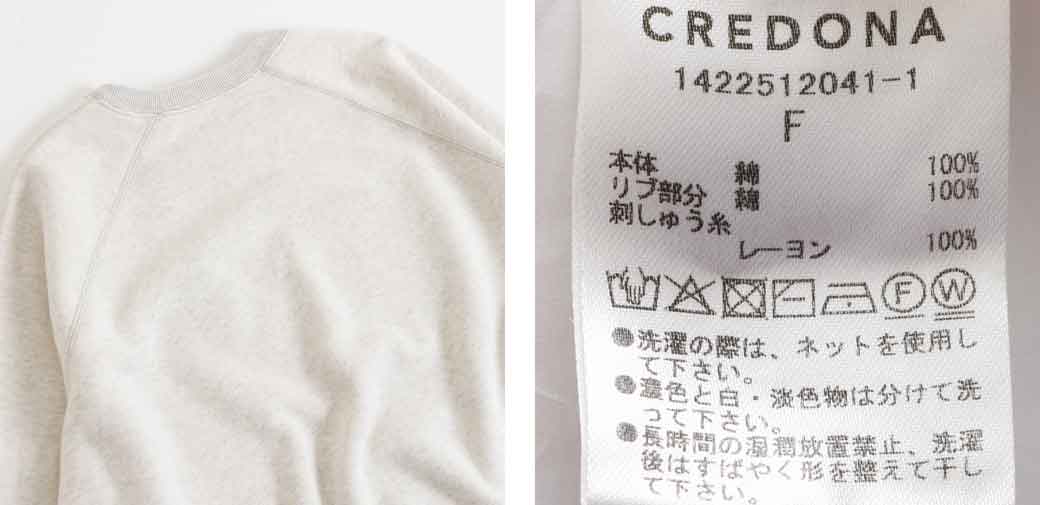 CREDONA
1422512041-1
F
本体 綿 100%
リブ部分 綿 100%
刺しゅう糸
レーヨン 100%
F W
●洗濯の際は、ネットを使用し
て下さい。
●濃色と白・淡色物は分けて洗
って下さい。
●長時間の湿潤放置禁止、洗濯
後はすばやく形を整えて干し
て下さい。